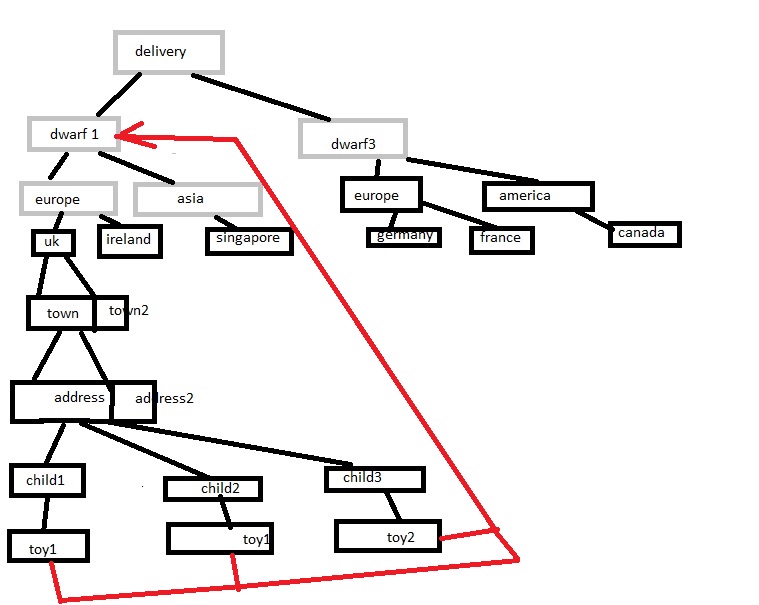 delivery
dwarf 1
dwarf3
europe
asia
europe
america
uk
ireland
singapore
germany
france
canada
town
town2
address
address2
child1
child2
child3
toy1
toy1
toy2